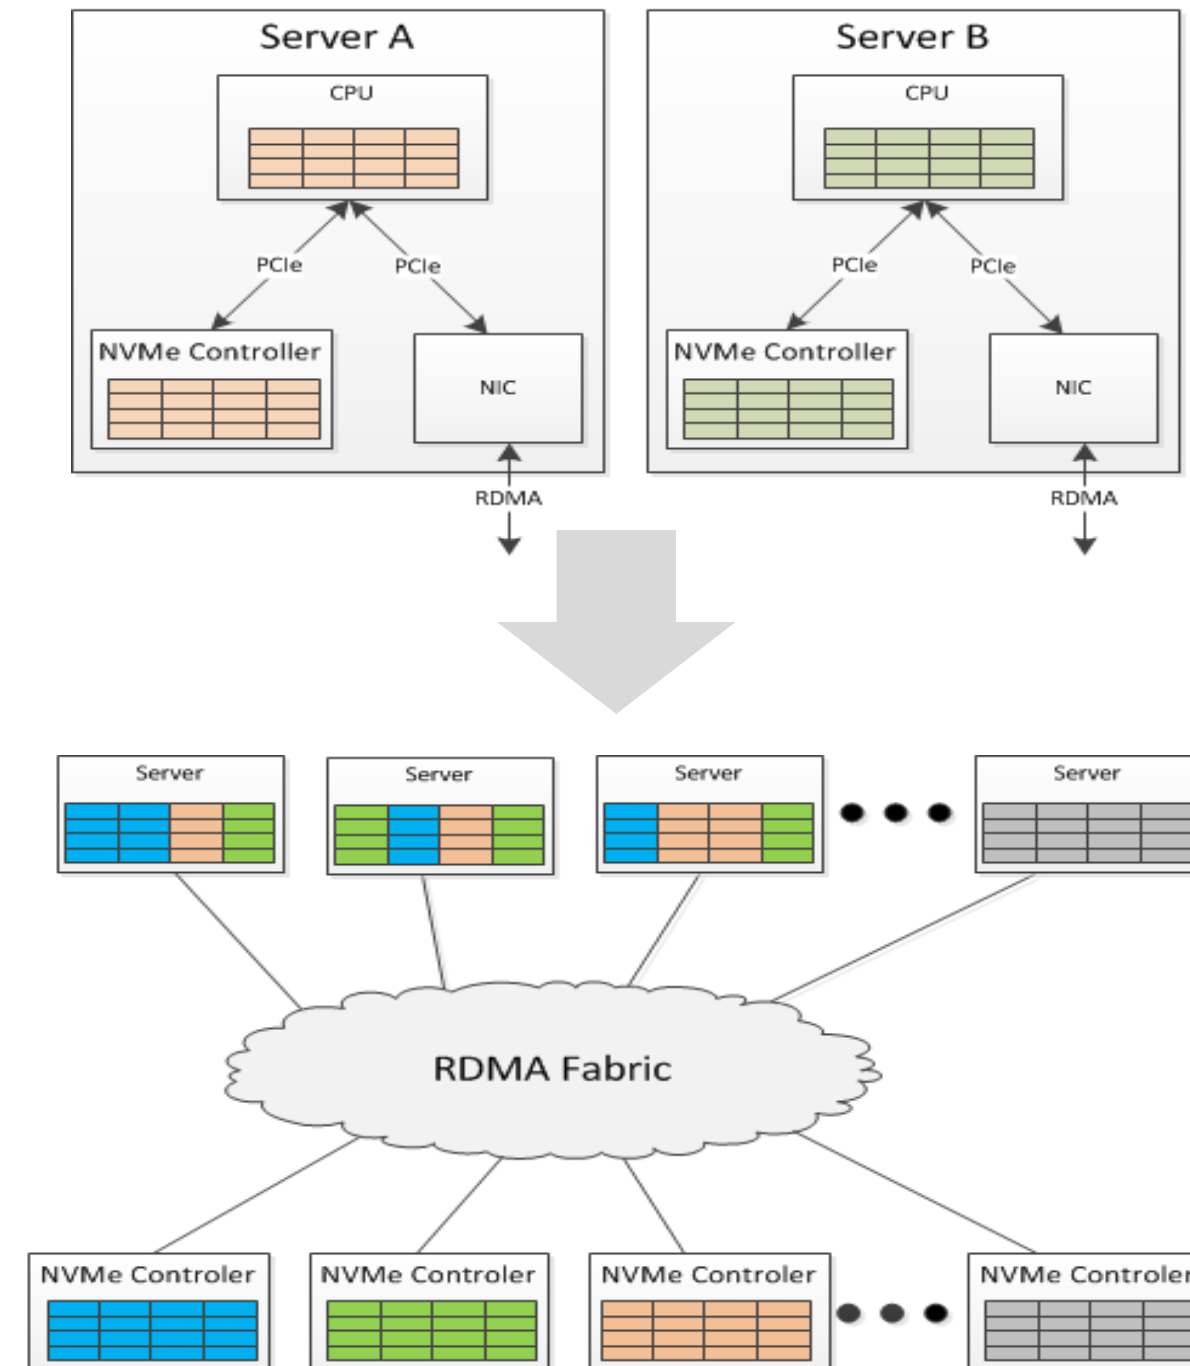 Server A
Server B
CPU
CPU
PCIe
PCIe
PCIe
PCIe
NVMe Controller
NIC
NVMe Controller
NIC
RDMA
RDMA
Server
Server
Server
Server
RDMA Fabric
NVMe Controler
NVMe Controler
NVMe Controler
NVMe Controler